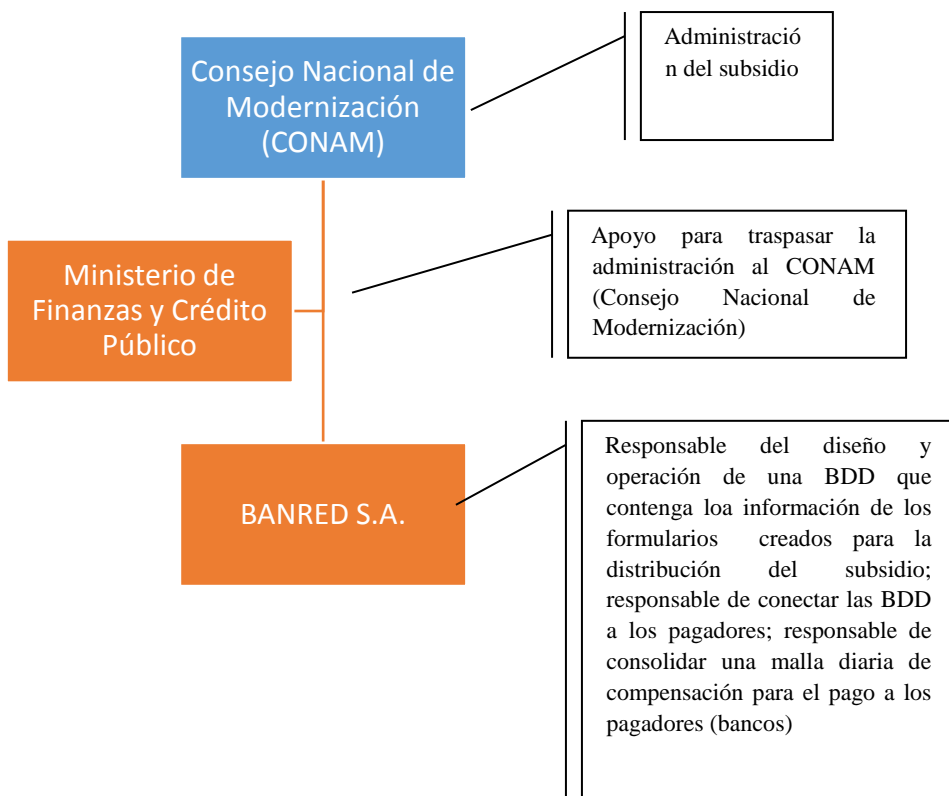 Consejo Nacional de
Modernización
(CONAM)
Administració
n del subsidio
Ministerio de
Finanzas y Crédito
Público
Apoyo para traspasar la
administración al CONAM
(Consejo Nacional de
Modernización)
BANRED S.A.
Responsable del diseño y
operación de una BDD que
contenga loa información de los
formularios creados para la
distribución del subsidio;
responsable de conectar las BDD
a los pagadores; responsable de
consolidar una malla diaria de
compensación para el pago a los
pagadores (bancos)